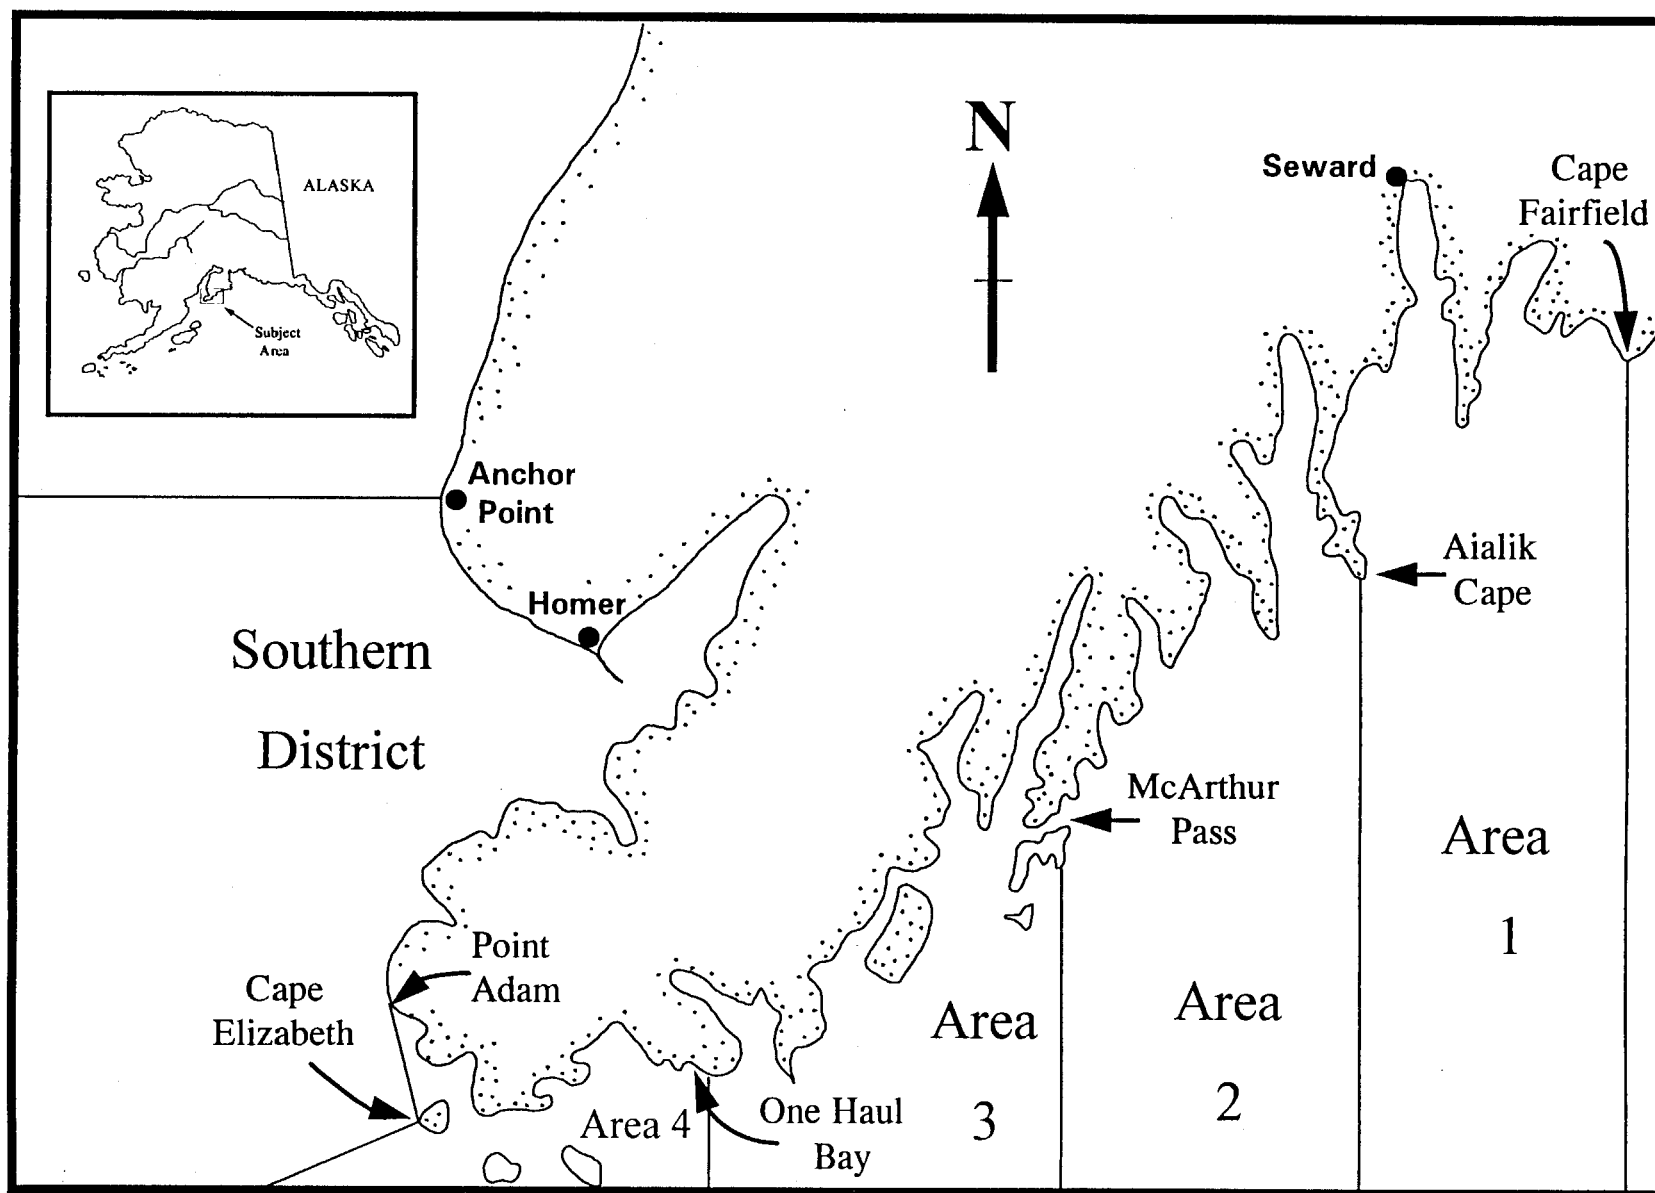 ALASKA
Subject
Area
N
Seward
Cape
Fairfield
Anchor
Point
Homer
Aialik
Cape
Southern
District
McArthur
Pass
Area
1
Point
Adam
Cape
Elizabeth
Area
3
Area
2
Area 4
One Haul
Bay